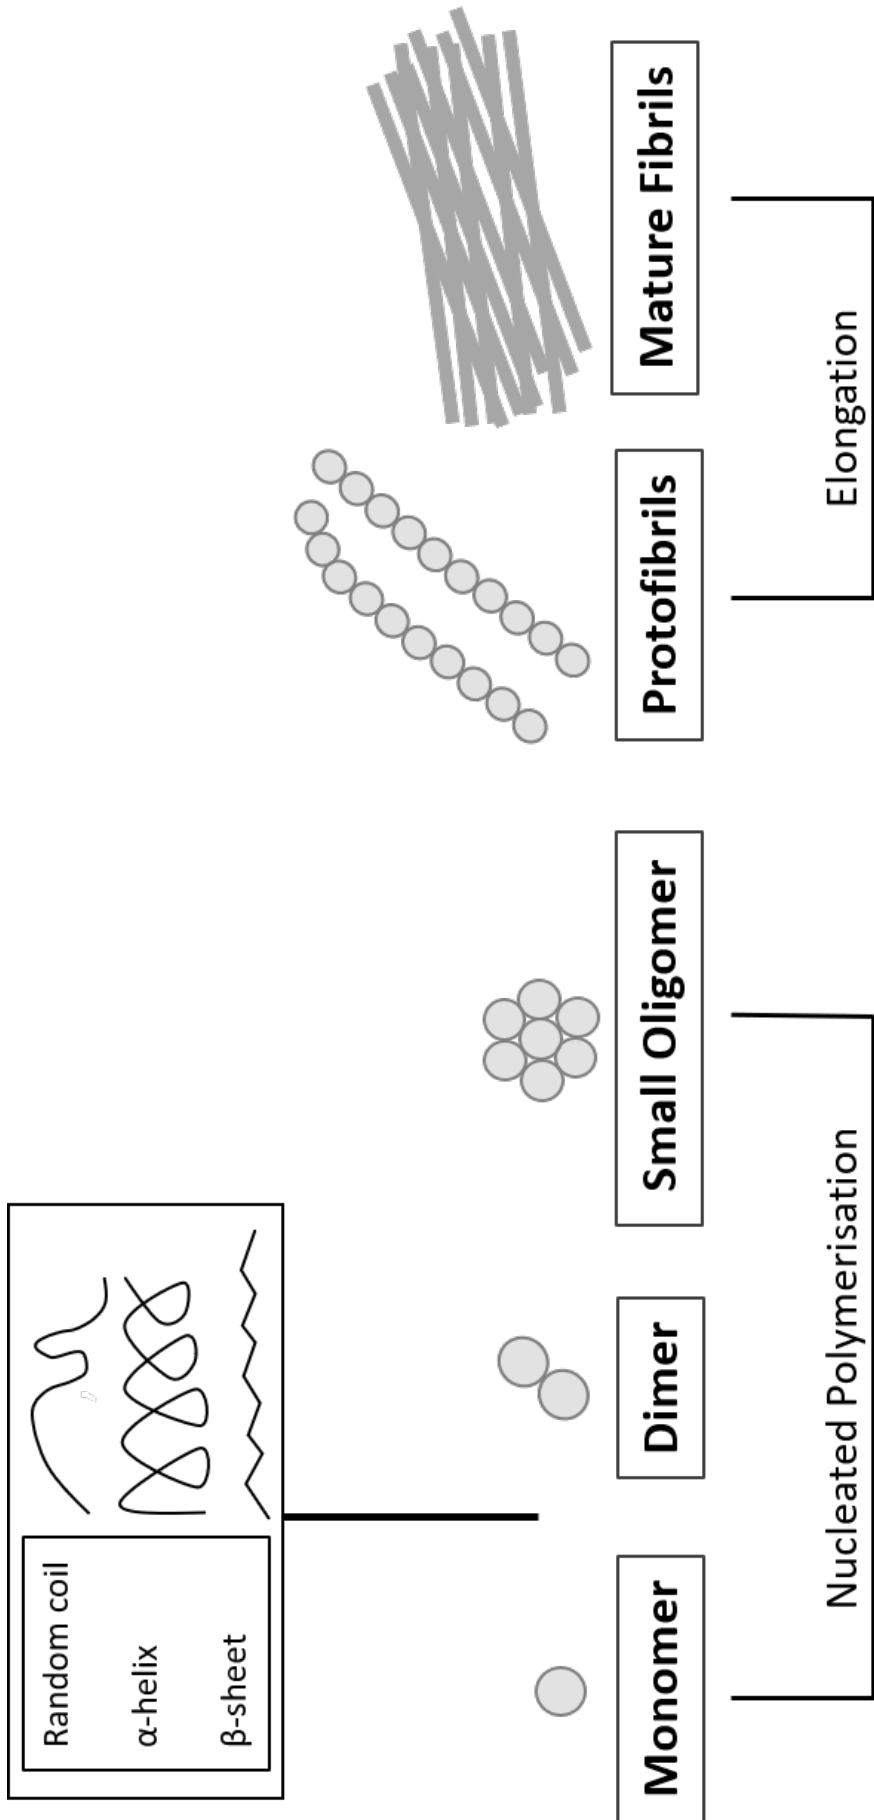 Random coil
α-helix
β-sheet
Monomer
Dimer
Small Oligomer
Protofibrils
Mature Fibrils
Nucleated Polymerisation
Elongation